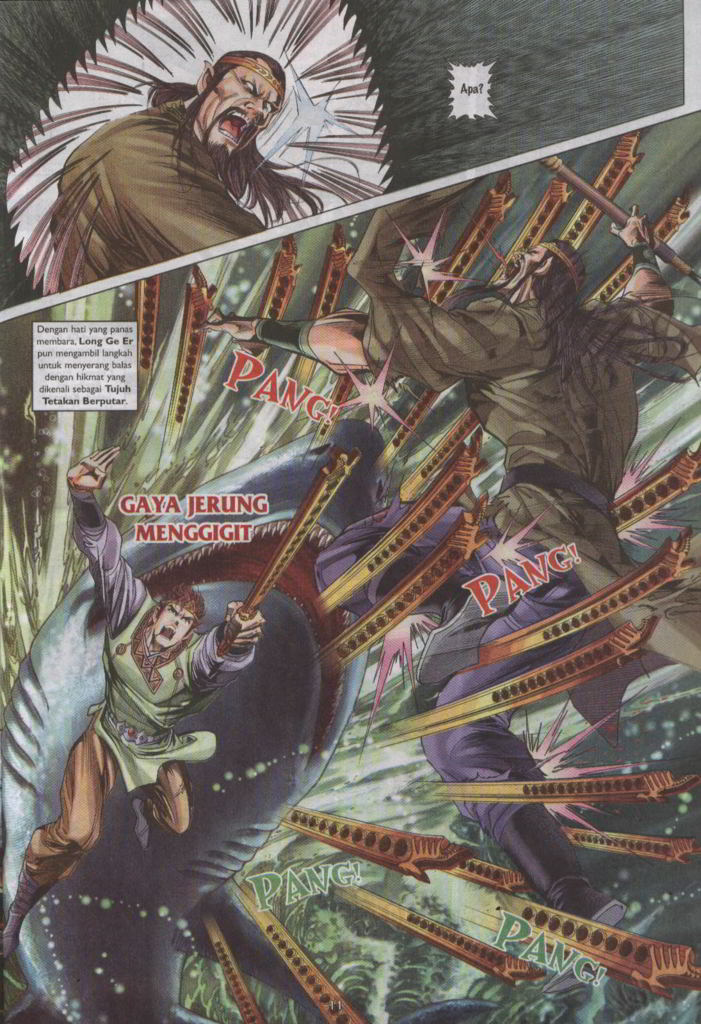 Apa?
Dengan hati yang panas
membara, Long Ge Er
pun mengambil langkah
untuk menyerang balas
dengan hikmat yang
dikenali sebagai Tujuh
Tetakan Berputar.
PANG!
GAYA JERUNG
MENGGIGIT
PANG!
PANG!
PANG!
11